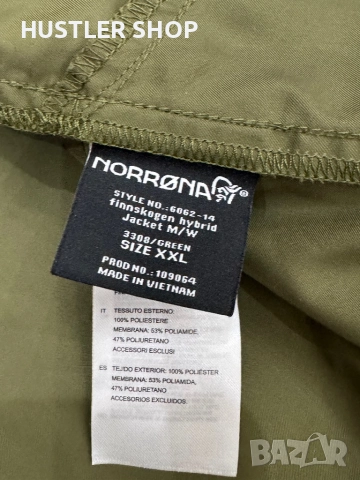 HUSTLER SHOP
NORRØNA®
STYLE NO.:6062-14
finnskogen hybrid
Jacket M/W
3308/GREEN
SIZE XXL
PROD NO.: 109064
MADE IN VIETNAM
IT TESSUTO ESTERNO:
100% POLIESTERE
MEMBRANA: 53% POLIAMIDE,
47% POLIURETANO
ACCESSORI ESCLUSI
ES TEJIDO EXTERIOR: 100% POLIÉSTER
MEMBRANA: 53% POLIAMIDA,
47% POLIURETANO
ACCESORIOS EXCLUIDOS.
BAZAR